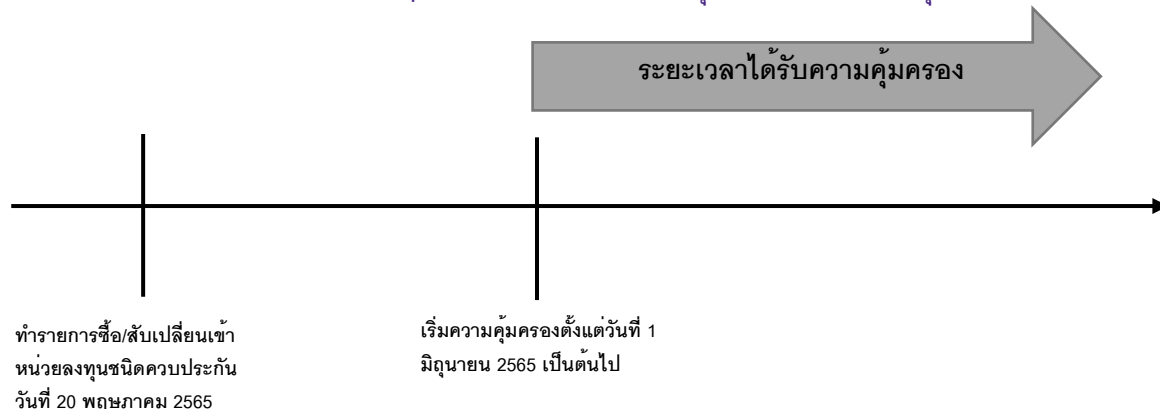 ระยะเวลาได้รับความคุ้มครอง
ทำรายการซื้อ/สับเปลี่ยนเข้า
หน่วยลงทุนชนิดควบประกัน
วันที่ 20 พฤษภาคม 2565
เริ่มความคุ้มครองตั้งแต่วันที่ 1
มิถุนายน 2565 เป็นต้นไป